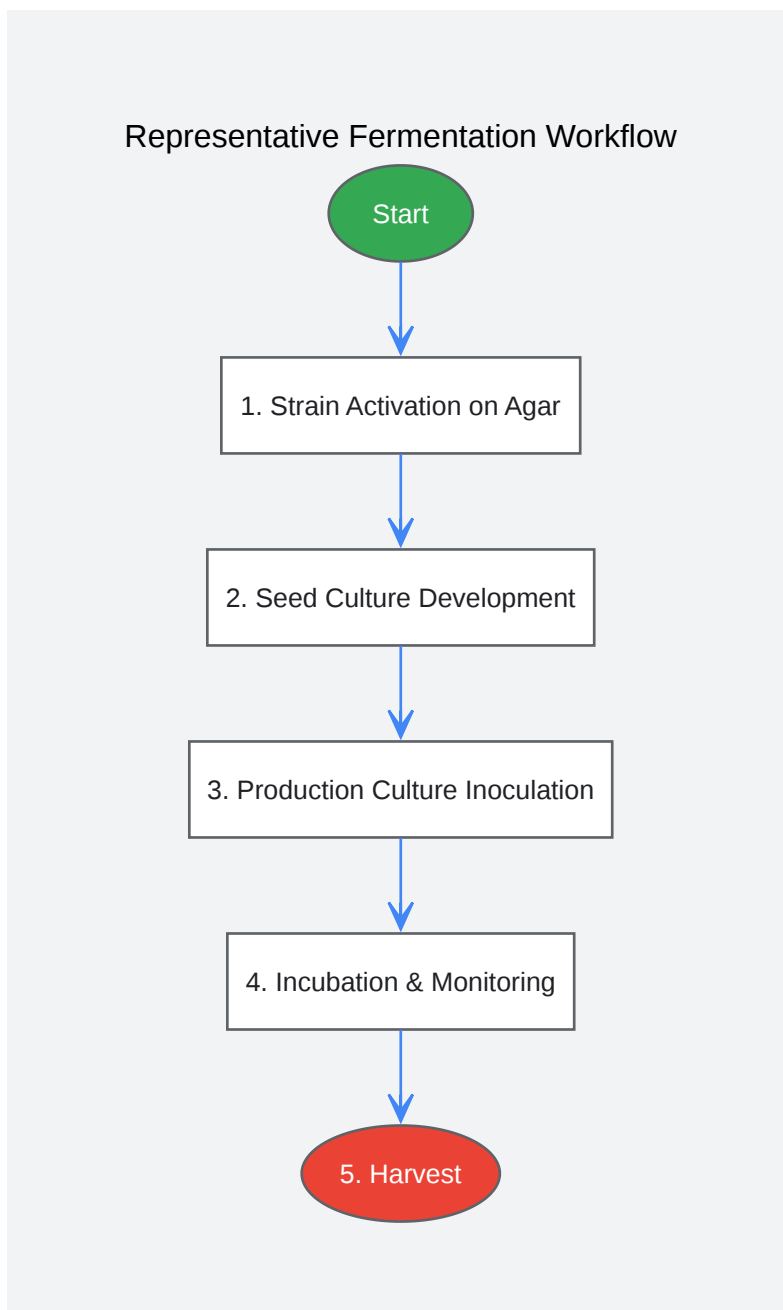 Representative Fermentation Workflow
Start
1. Strain Activation on Agar
2. Seed Culture Development
3. Production Culture Inoculation
4. Incubation & Monitoring
5. Harvest